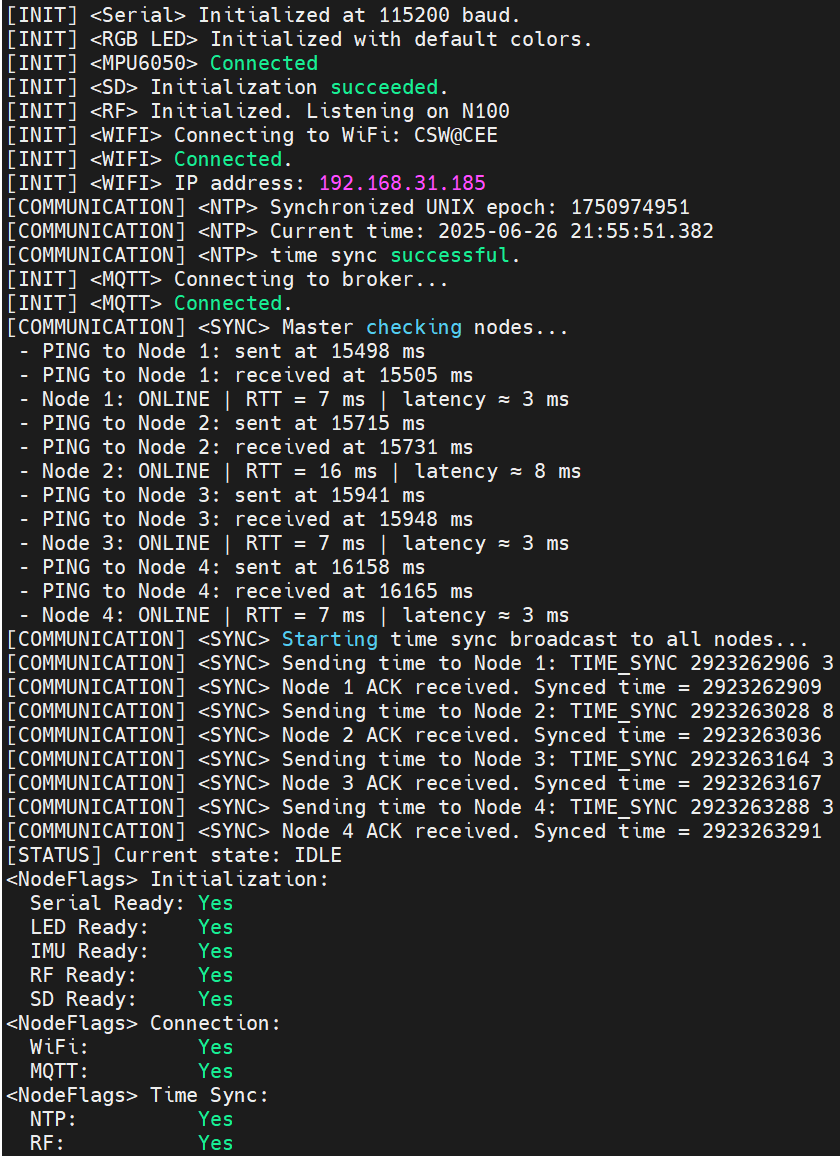 [INIT] <Serial> Initialized at 115200 baud.
[INIT] <RGB LED> Initialized with default colors.
[INIT] <MPU6050> Connected
[INIT] <SD> Initialization succeeded.
[INIT] <RF> Initialized. Listening on N100
[INIT] <WIFI> Connecting to WiFi: CSW@CEE
[INIT] <WIFI> Connected.
[INIT] <WIFI> IP address: 192.168.31.185
[COMMUNICATION] <NTP> Synchronized UNIX epoch: 1750974951
[COMMUNICATION] <NTP> Current time: 2025-06-26 21:55:51.382
[COMMUNICATION] <NTP> time sync successful.
[INIT] <MQTT> Connecting to broker...
[INIT] <MQTT> Connected.
[COMMUNICATION] <SYNC> Master checking nodes...
 - PING to Node 1: sent at 15498 ms
 - PING to Node 1: received at 15505 ms
 - Node 1: ONLINE | RTT = 7 ms | latency ≈ 3 ms
 - PING to Node 2: sent at 15715 ms
 - PING to Node 2: received at 15731 ms
 - Node 2: ONLINE | RTT = 16 ms | latency ≈ 8 ms
 - PING to Node 3: sent at 15941 ms
 - PING to Node 3: received at 15948 ms
 - Node 3: ONLINE | RTT = 7 ms | latency ≈ 3 ms
 - PING to Node 4: sent at 16158 ms
 - PING to Node 4: received at 16165 ms
 - Node 4: ONLINE | RTT = 7 ms | latency ≈ 3 ms
[COMMUNICATION] <SYNC> Starting time sync broadcast to all nodes...
[COMMUNICATION] <SYNC> Sending time to Node 1: TIME_SYNC 2923262906 3
[COMMUNICATION] <SYNC> Node 1 ACK received. Synced time = 2923262909
[COMMUNICATION] <SYNC> Sending time to Node 2: TIME_SYNC 2923263028 8
[COMMUNICATION] <SYNC> Node 2 ACK received. Synced time = 2923263036
[COMMUNICATION] <SYNC> Sending time to Node 3: TIME_SYNC 2923263164 3
[COMMUNICATION] <SYNC> Node 3 ACK received. Synced time = 2923263167
[COMMUNICATION] <SYNC> Sending time to Node 4: TIME_SYNC 2923263288 3
[COMMUNICATION] <SYNC> Node 4 ACK received. Synced time = 2923263291
[STATUS] Current state: IDLE
<NodeFlags> Initialization:
  Serial Ready: Yes
  LED Ready:    Yes
  IMU Ready:    Yes
  RF Ready:     Yes
  SD Ready:     Yes
<NodeFlags> Connection:
  WiFi:         Yes
  MQTT:         Yes
<NodeFlags> Time Sync:
  NTP:          Yes
  RF:           Yes